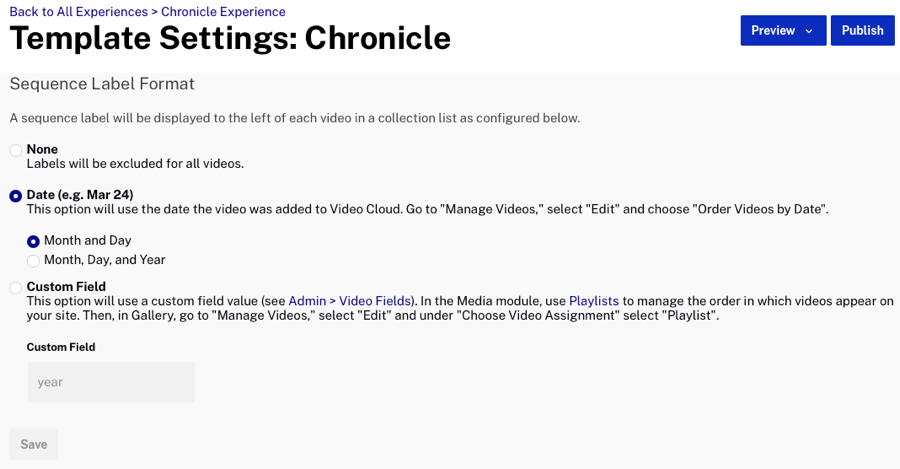 Back to All Experiences > Chronicle Experience
Template Settings: Chronicle
Preview
Publish
Sequence Label Format
A sequence label will be displayed to the left of each video in a collection list as configured below.
None
Labels will be excluded for all videos.
Date (e.g. Mar 24)
This option will use the date the video was added to Video Cloud. Go to "Manage Videos," select "Edit" and choose "Order Videos by Date".
Month and Day
Month, Day, and Year
Custom Field
This option will use a custom field value (see Admin > Video Fields). In the Media module, use Playlists to manage the order in which videos appear on
your site. Then, in Gallery, go to "Manage Videos," select "Edit" and under "Choose Video Assignment" select "Playlist".
Custom Field
year
Save